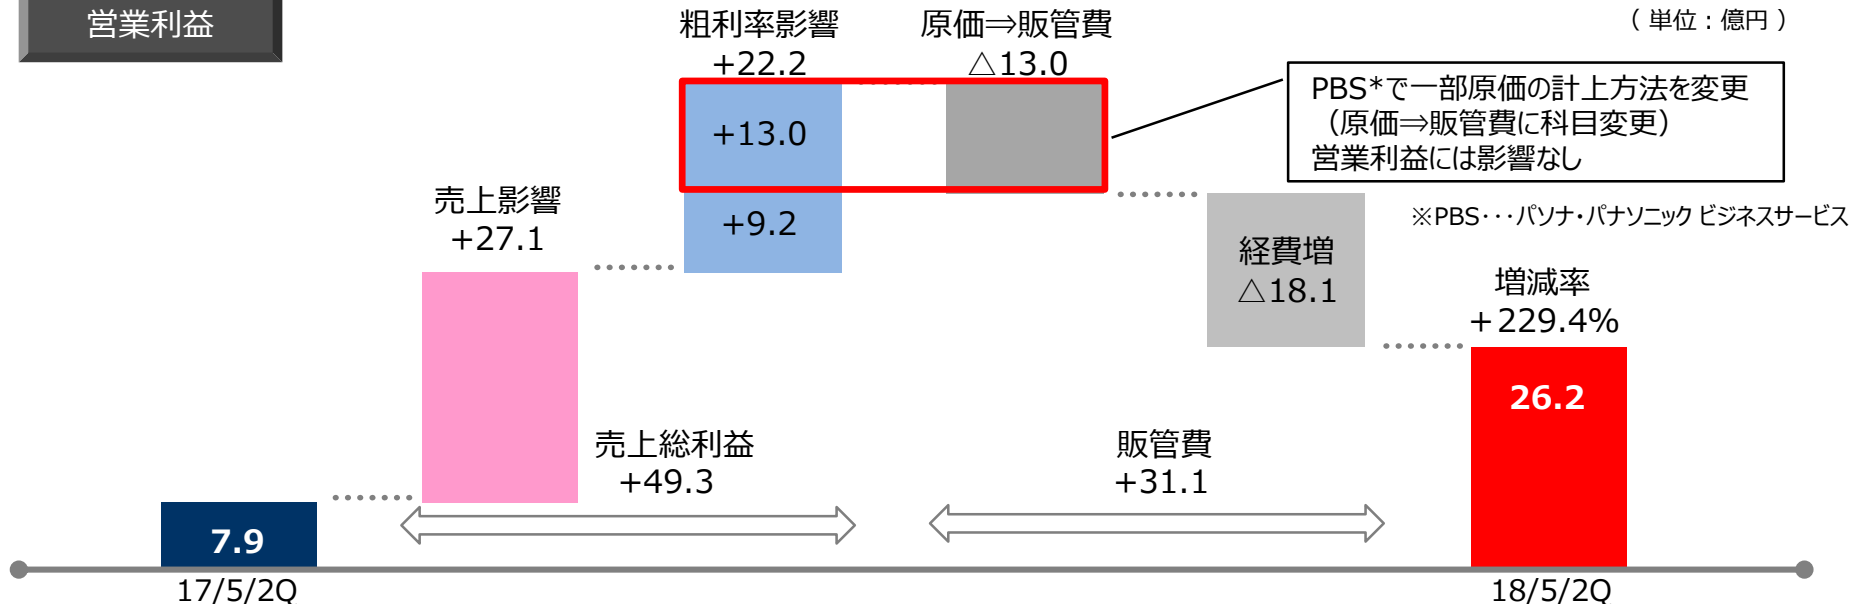 営業利益
(単位:億円)
粗利率影響
+22.2
原価⇒販管費
△13.0
PBS*で一部原価の計上方法を変更
(原価⇒販管費に科目変更)
営業利益には影響なし
+13.0
※PBS・・・パソナ・パナソニック ビジネスサービス
売上影響
+27.1
+9.2
経費増
△18.1
増減率
+229.4%
26.2
売上総利益
+49.3
販管費
+31.1
7.9
17/5/2Q
18/5/2Q